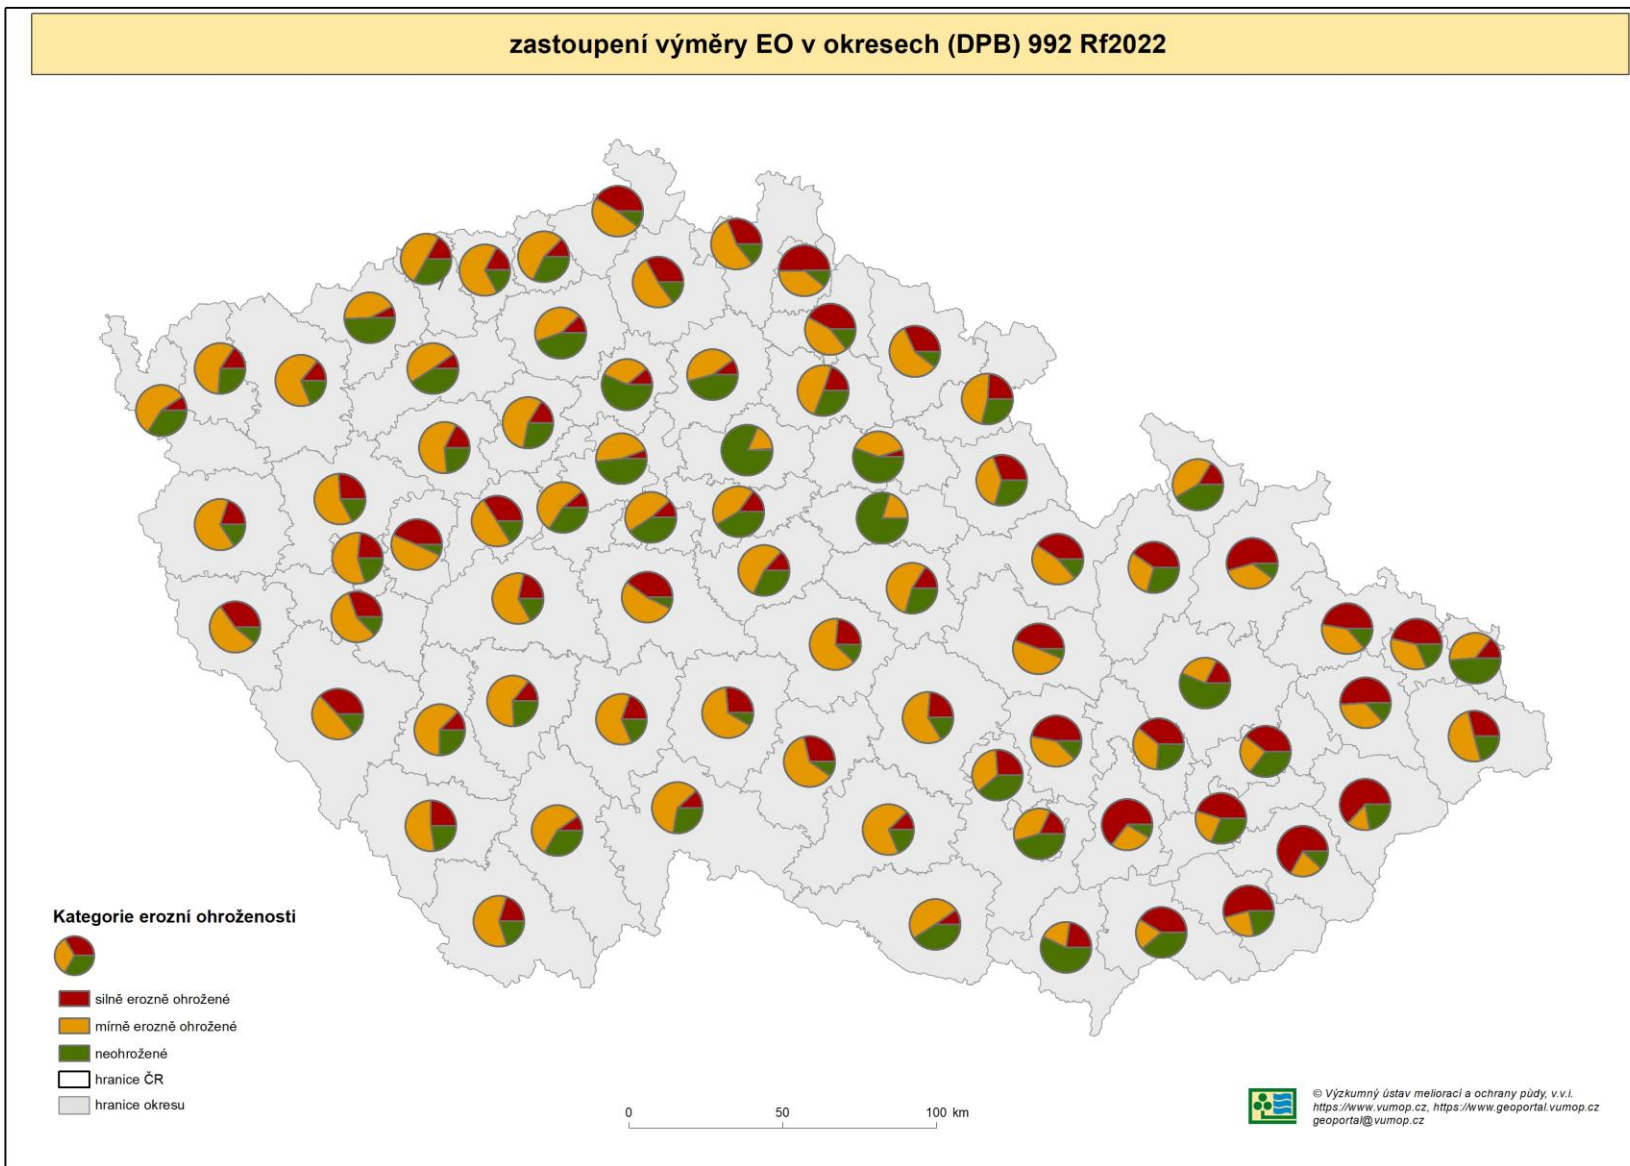 zastoupení výměry EO v okresech (DPB) 992 Rf2022
Kategorie erozní ohroženosti
silně erozně ohrožené
mírně erozně ohrožené
neohrožené
hranice ČR
hranice okresu
0 50 100 km
© Výzkumný ústav meliorací a ochrany půdy, v.v.i.
https://www.vumop.cz, https://www.geoportal.vumop.cz
geoportal@vumop.cz